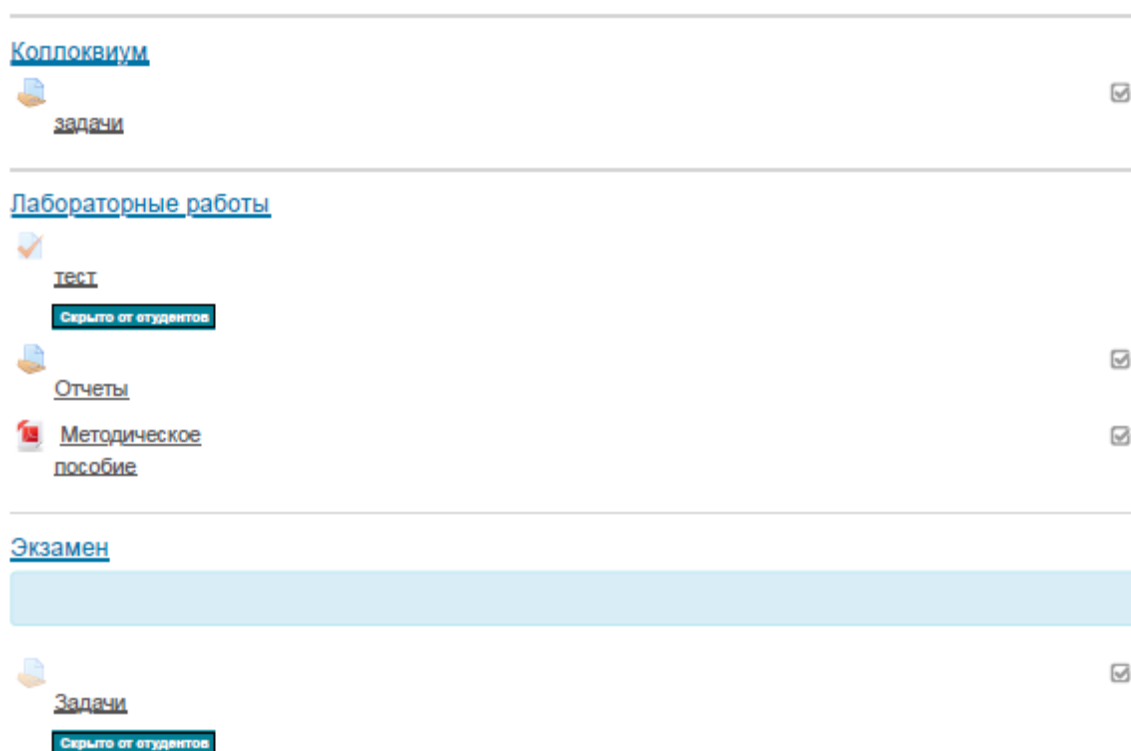 Коллоквиум
задачи
Лабораторные работы
тест
Скрыто от студентов
Отчеты
Методическое
пособие
Экзамен
Задачи
Скрыто от студентов